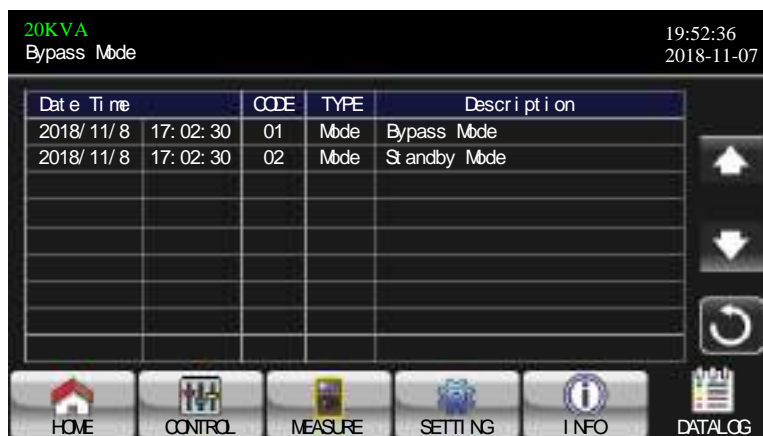 20KVA
Bypass Mode
19:52:36
2018-11-07
Date Time CODE TYPE Description
2018/11/8 17:02:30 01 Mode Bypass Mode
2018/11/8 17:02:30 02 Mode Standby Mode
HOME CONTROL MEASURE SETTING INFO DATALOG